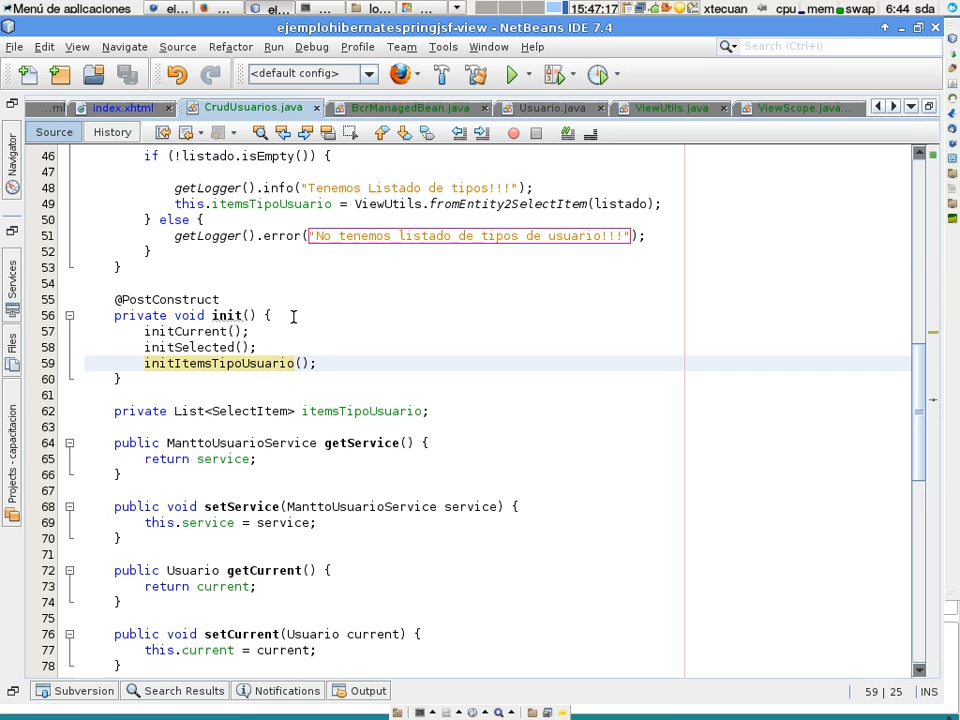 Menú de aplicaciones el... ... el... ... lo... ... 15:47:17 xtecuan cpu mem swap 6:44 sda
ejemplohibernatespringjsf-view - NetBeans IDE 7.4
File Edit View Navigate Source Refactor Run Debug Profile Team Tools Window Help Search (Ctrl+I)
<default config>
...ml index.xhtml CrudUsuarios.java BcrManagedBean.java Usuario.java ViewUtils.java ViewScope.java...
Source History
Navigator
Services
Files
Projects - capacitacion
46 if (!listado.isEmpty()) {
47
48 getLogger().info("Tenemos Listado de tipos!!!");
49 this.itemsTipoUsuario = ViewUtils.fromEntity2SelectItem(listado);
50 } else {
51 getLogger().error("No tenemos listado de tipos de usuario!!!");
52 }
53 }
54
55 @PostConstruct
56 private void init() {
57 initCurrent();
58 initSelected();
59 initItemsTipoUsuario();
60 }
61
62 private List<SelectItem> itemsTipoUsuario;
63
64 public ManttoUsuarioService getService() {
65 return service;
66 }
67
68 public void setService(ManttoUsuarioService service) {
69 this.service = service;
70 }
71
72 public Usuario getCurrent() {
73 return current;
74 }
75
76 public void setCurrent(Usuario current) {
77 this.current = current;
78 }
Subversion Search Results Notifications Output 59 | 25 INS